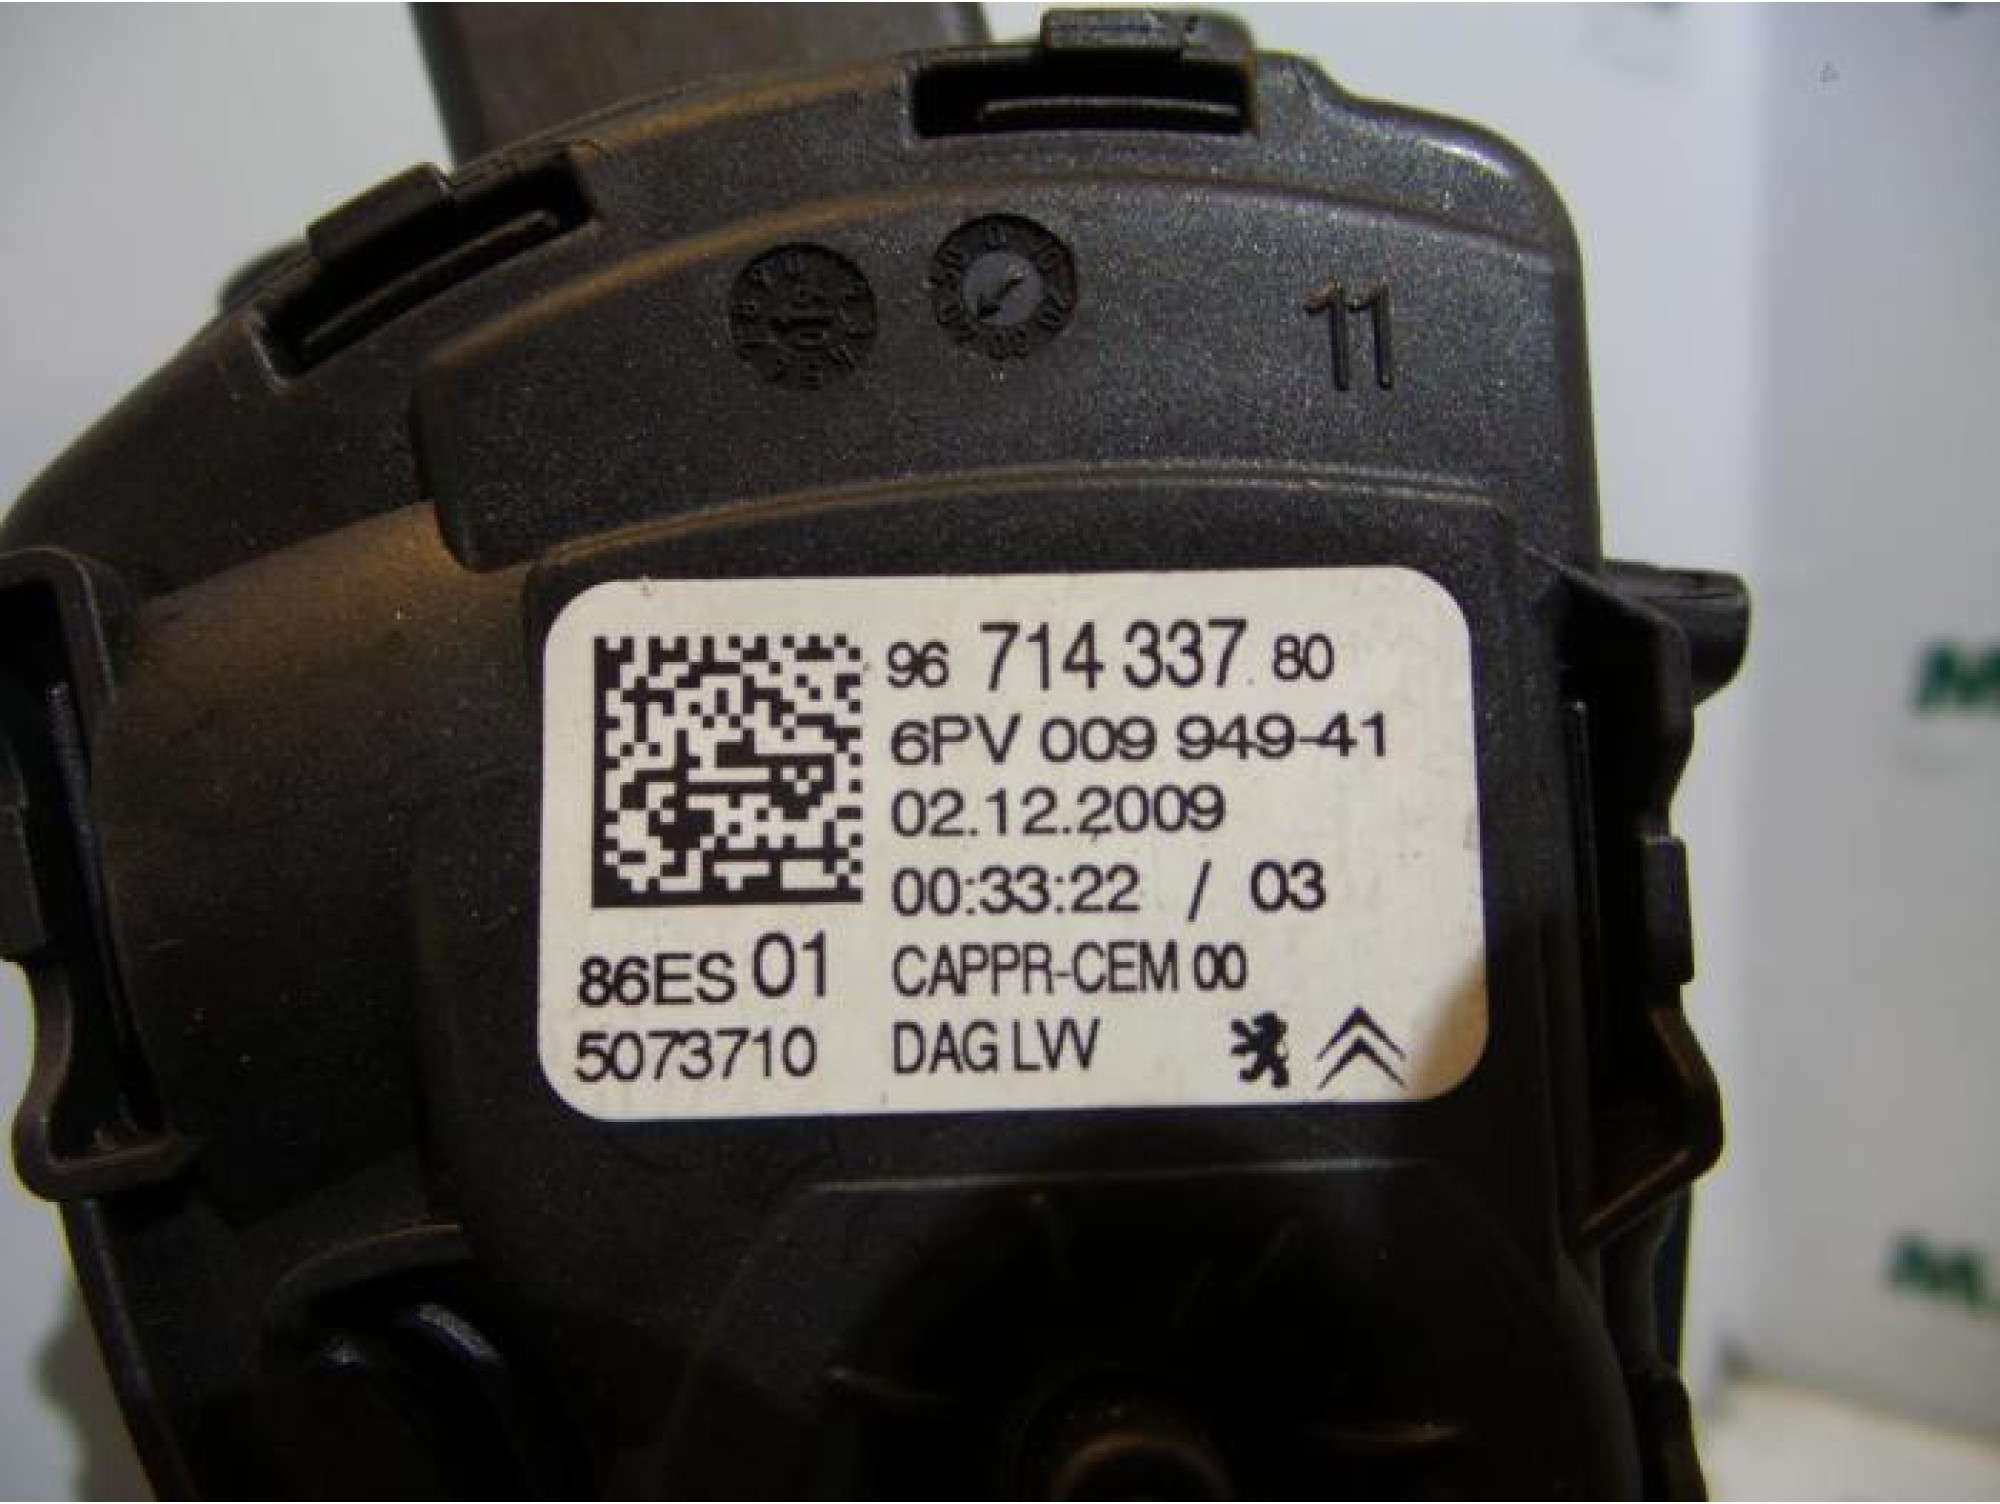 11
96 714 337 80
6PV 009 949-41
02.12.2009
00:33:22 / 03
86ES 01 CAPPR-CEM 00
5073710 DAG LVV
M
M